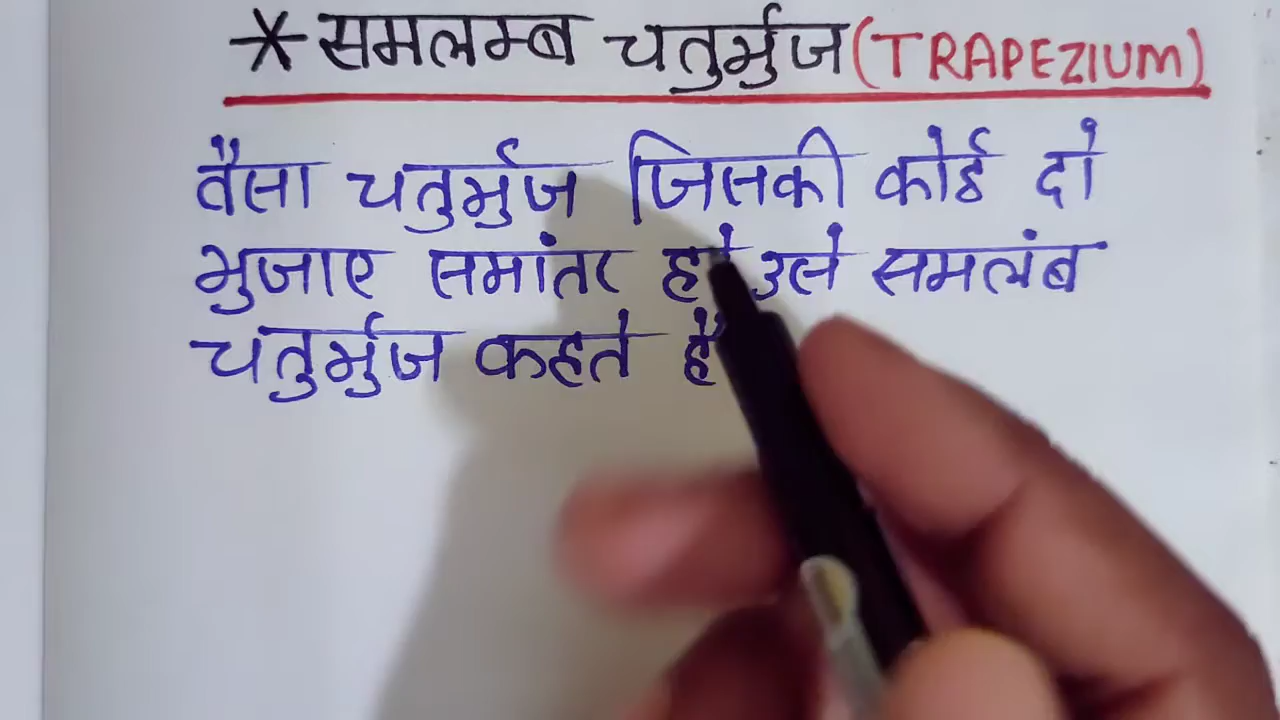 * समलम्ब चतुर्भुज (TRAPEZIUM)
वैसा चतुर्भुज जिसकी कोई दो
भुजाए समांतर हो उसे समलंब
चतुर्भुज कहते हैं